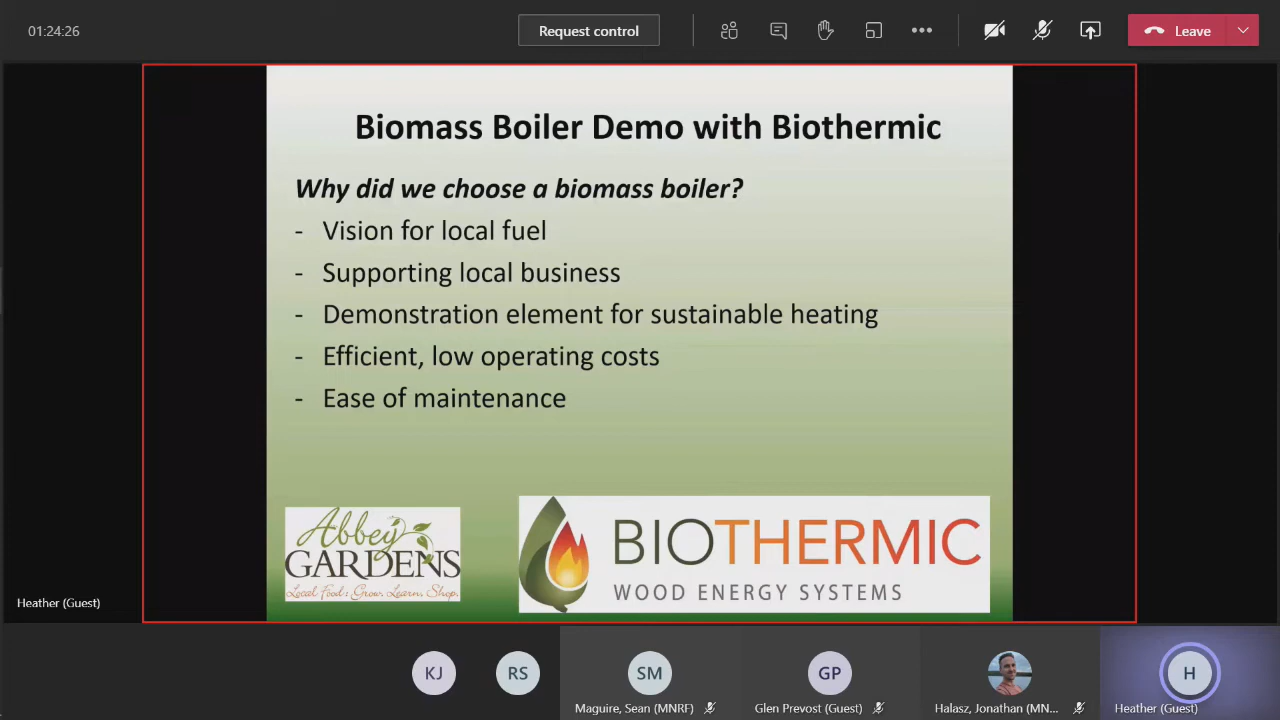 01:24:26
Request control
Leave
Biomass Boiler Demo with Biothermic
Why did we choose a biomass boiler?
- Vision for local fuel
- Supporting local business
- Demonstration element for sustainable heating
- Efficient, low operating costs
- Ease of maintenance
Abbey
GARDENS
Local Food: Grow. Learn. Shop.
BIOTHERMIC
WOOD ENERGY SYSTEMS
Heather (Guest)
KJ
RS
SM
GP
H
Maguire, Sean (MNRF)
Glen Prevost (Guest)
Halasz, Jonathan (MN...
Heather (Guest)